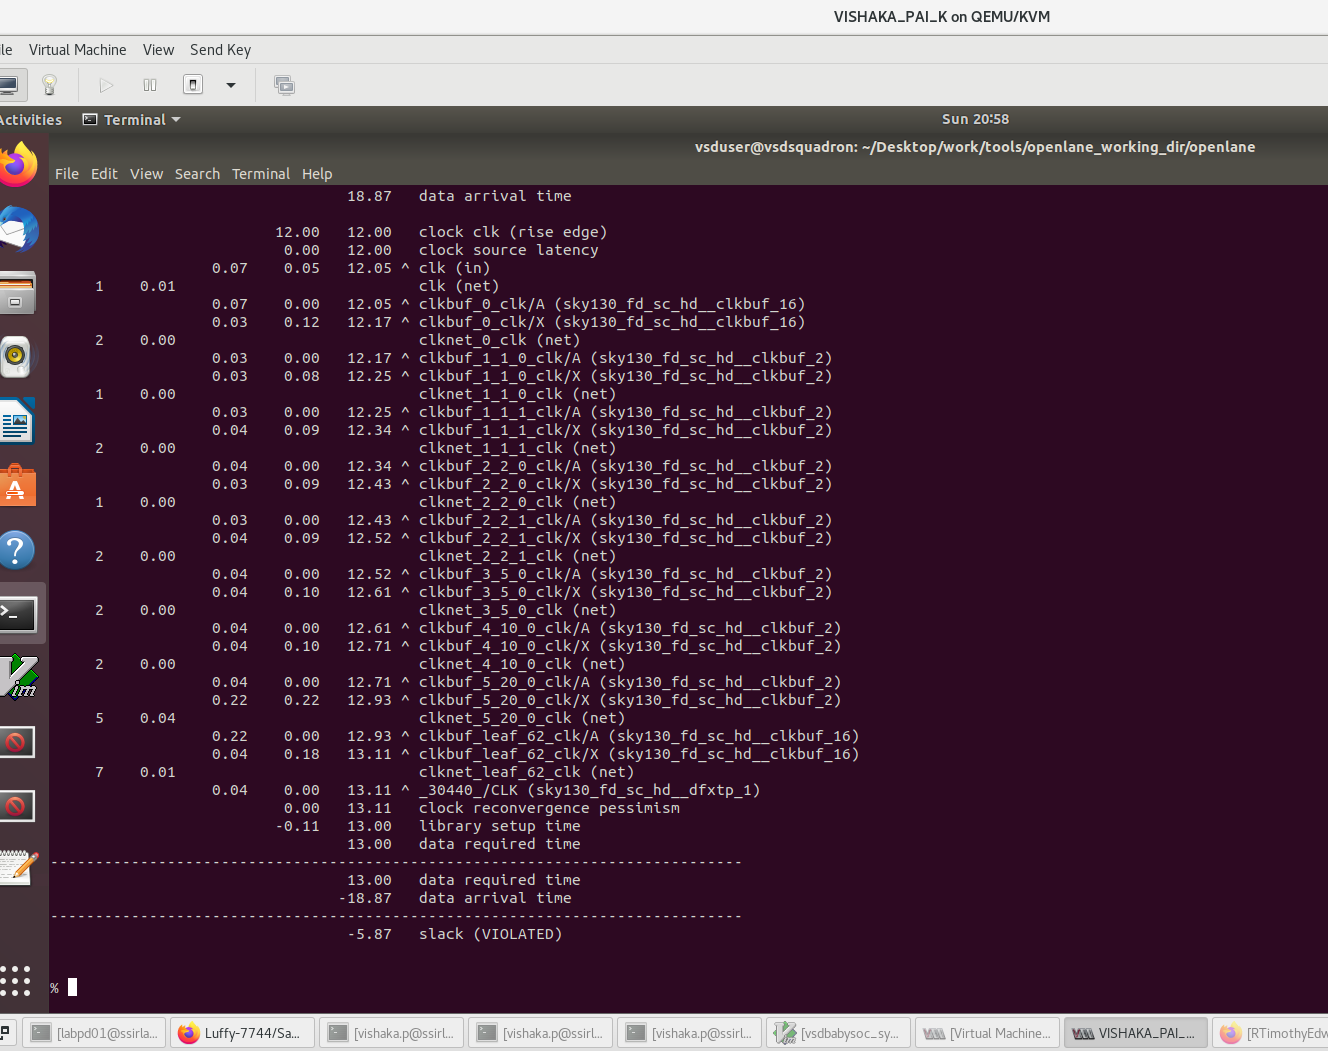 VISHAKA_PAI_K on QEMU/KVM
Virtual Machine View Send Key
Activities Terminal Sun 20:58
vsduser@vsdsquadron: ~/Desktop/work/tools/openlane_working_dir/openlane
File Edit View Search Terminal Help
18.87 data arrival time
12.00 12.00 clock clk (rise edge)
0.00 12.00 clock source latency
0.07 0.05 12.05 ^ clk (in)
1 0.01 clk (net)
0.07 0.00 12.05 ^ clkbuf_0_clk/A (sky130_fd_sc_hd__clkbuf_16)
0.03 0.12 12.17 ^ clkbuf_0_clk/X (sky130_fd_sc_hd__clkbuf_16)
2 0.00 clknet_0_clk (net)
0.03 0.00 12.17 ^ clkbuf_1_1_0_clk/A (sky130_fd_sc_hd__clkbuf_2)
0.03 0.08 12.25 ^ clkbuf_1_1_0_clk/X (sky130_fd_sc_hd__clkbuf_2)
1 0.00 clknet_1_1_0_clk (net)
0.03 0.00 12.25 ^ clkbuf_1_1_1_clk/A (sky130_fd_sc_hd__clkbuf_2)
0.04 0.09 12.34 ^ clkbuf_1_1_1_clk/X (sky130_fd_sc_hd__clkbuf_2)
2 0.00 clknet_1_1_1_clk (net)
0.04 0.00 12.34 ^ clkbuf_2_2_0_clk/A (sky130_fd_sc_hd__clkbuf_2)
0.03 0.09 12.43 ^ clkbuf_2_2_0_clk/X (sky130_fd_sc_hd__clkbuf_2)
1 0.00 clknet_2_2_0_clk (net)
0.03 0.00 12.43 ^ clkbuf_2_2_1_clk/A (sky130_fd_sc_hd__clkbuf_2)
0.04 0.09 12.52 ^ clkbuf_2_2_1_clk/X (sky130_fd_sc_hd__clkbuf_2)
2 0.00 clknet_2_2_1_clk (net)
0.04 0.00 12.52 ^ clkbuf_3_5_0_clk/A (sky130_fd_sc_hd__clkbuf_2)
0.04 0.10 12.61 ^ clkbuf_3_5_0_clk/X (sky130_fd_sc_hd__clkbuf_2)
2 0.00 clknet_3_5_0_clk (net)
0.04 0.00 12.61 ^ clkbuf_4_10_0_clk/A (sky130_fd_sc_hd__clkbuf_2)
0.04 0.10 12.71 ^ clkbuf_4_10_0_clk/X (sky130_fd_sc_hd__clkbuf_2)
2 0.00 clknet_4_10_0_clk (net)
0.04 0.00 12.71 ^ clkbuf_5_20_0_clk/A (sky130_fd_sc_hd__clkbuf_2)
0.22 0.22 12.93 ^ clkbuf_5_20_0_clk/X (sky130_fd_sc_hd__clkbuf_2)
5 0.04 clknet_5_20_0_clk (net)
0.22 0.00 12.93 ^ clkbuf_leaf_62_clk/A (sky130_fd_sc_hd__clkbuf_16)
0.04 0.18 13.11 ^ clkbuf_leaf_62_clk/X (sky130_fd_sc_hd__clkbuf_16)
7 0.01 clknet_leaf_62_clk (net)
0.04 0.00 13.11 ^ _30440_/CLK (sky130_fd_sc_hd__dfxtp_1)
0.00 13.11 clock reconvergence pessimism
-0.11 13.00 library setup time
13.00 data required time
-----------------------------------------------------------------------------
13.00 data required time
-18.87 data arrival time
-----------------------------------------------------------------------------
-5.87 slack (VIOLATED)
%
[labpd01@ssirla... Luffy-7744/Sa... [vishaka.p@ssirl... [vishaka.p@ssirl... [vishaka.p@ssirl... [vsdbabysoc_sy... [Virtual Machine... VISHAKA_PAI_... [RTimothyEdw